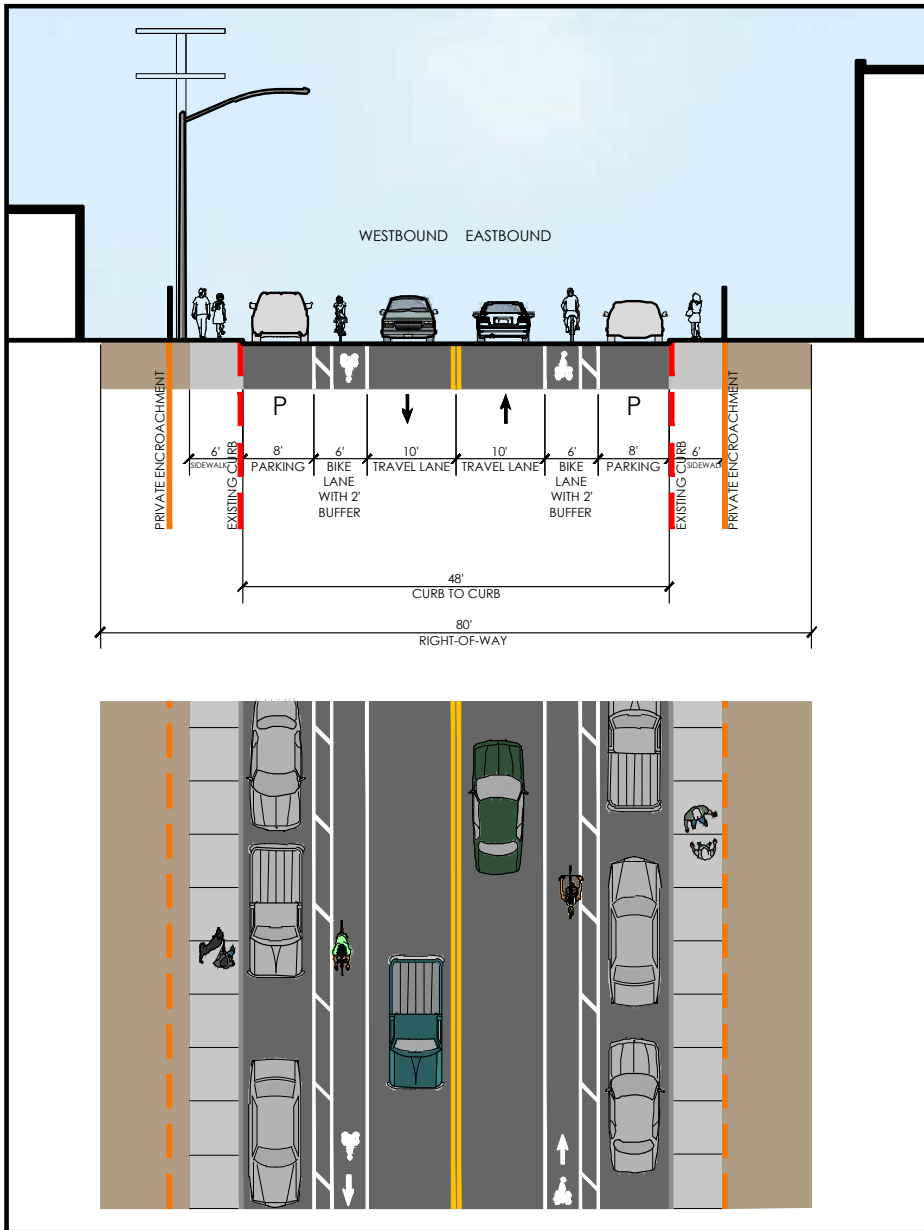 WESTBOUND EASTBOUND
P
P
PRIVATE ENCROACHMENT
6'
SIDEWALK
EXISTING CURB
8'
PARKING
6'
BIKE
LANE
WITH 2'
BUFFER
10'
TRAVEL LANE
10'
TRAVEL LANE
6'
BIKE
LANE
WITH 2'
BUFFER
8'
PARKING
EXISTING CURB
6'
SIDEWALK
PRIVATE ENCROACHMENT
48'
CURB TO CURB
80'
RIGHT-OF-WAY